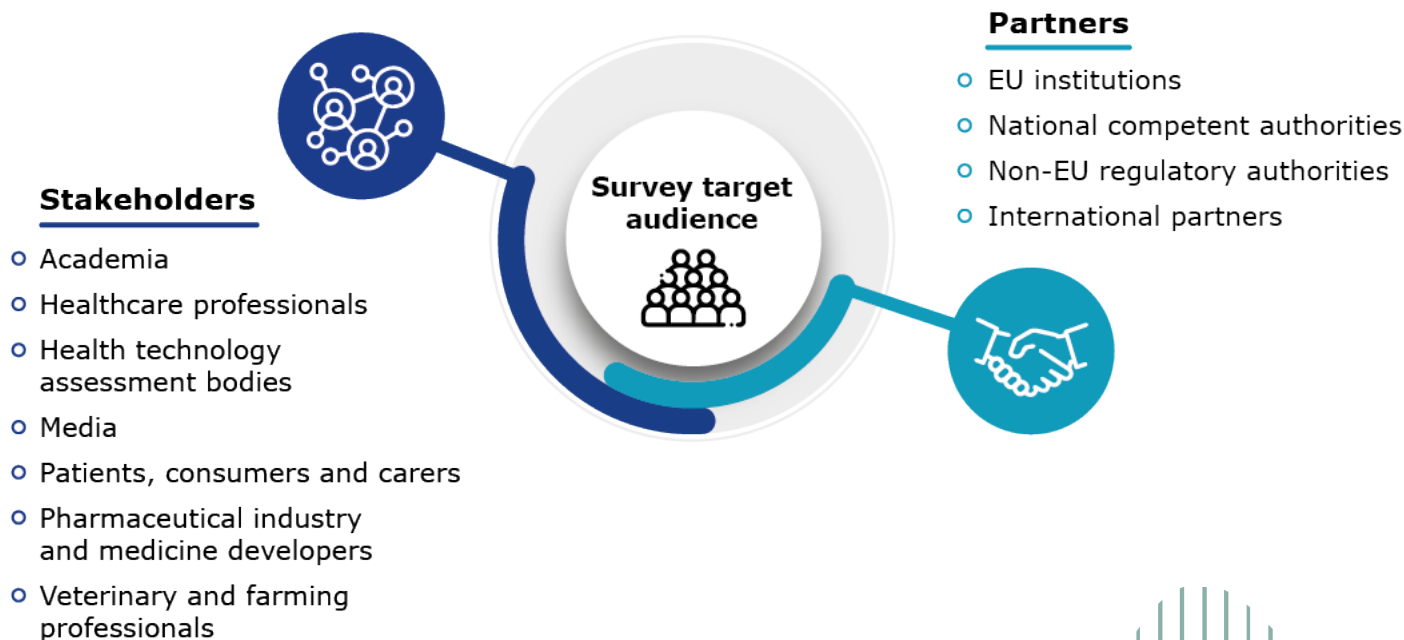 Partners
EU institutions
National competent authorities
Non-EU regulatory authorities
International partners
Survey target
audience
Stakeholders
Academia
Healthcare professionals
Health technology
assessment bodies
Media
Patients, consumers and carers
Pharmaceutical industry
and medicine developers
Veterinary and farming
professionals